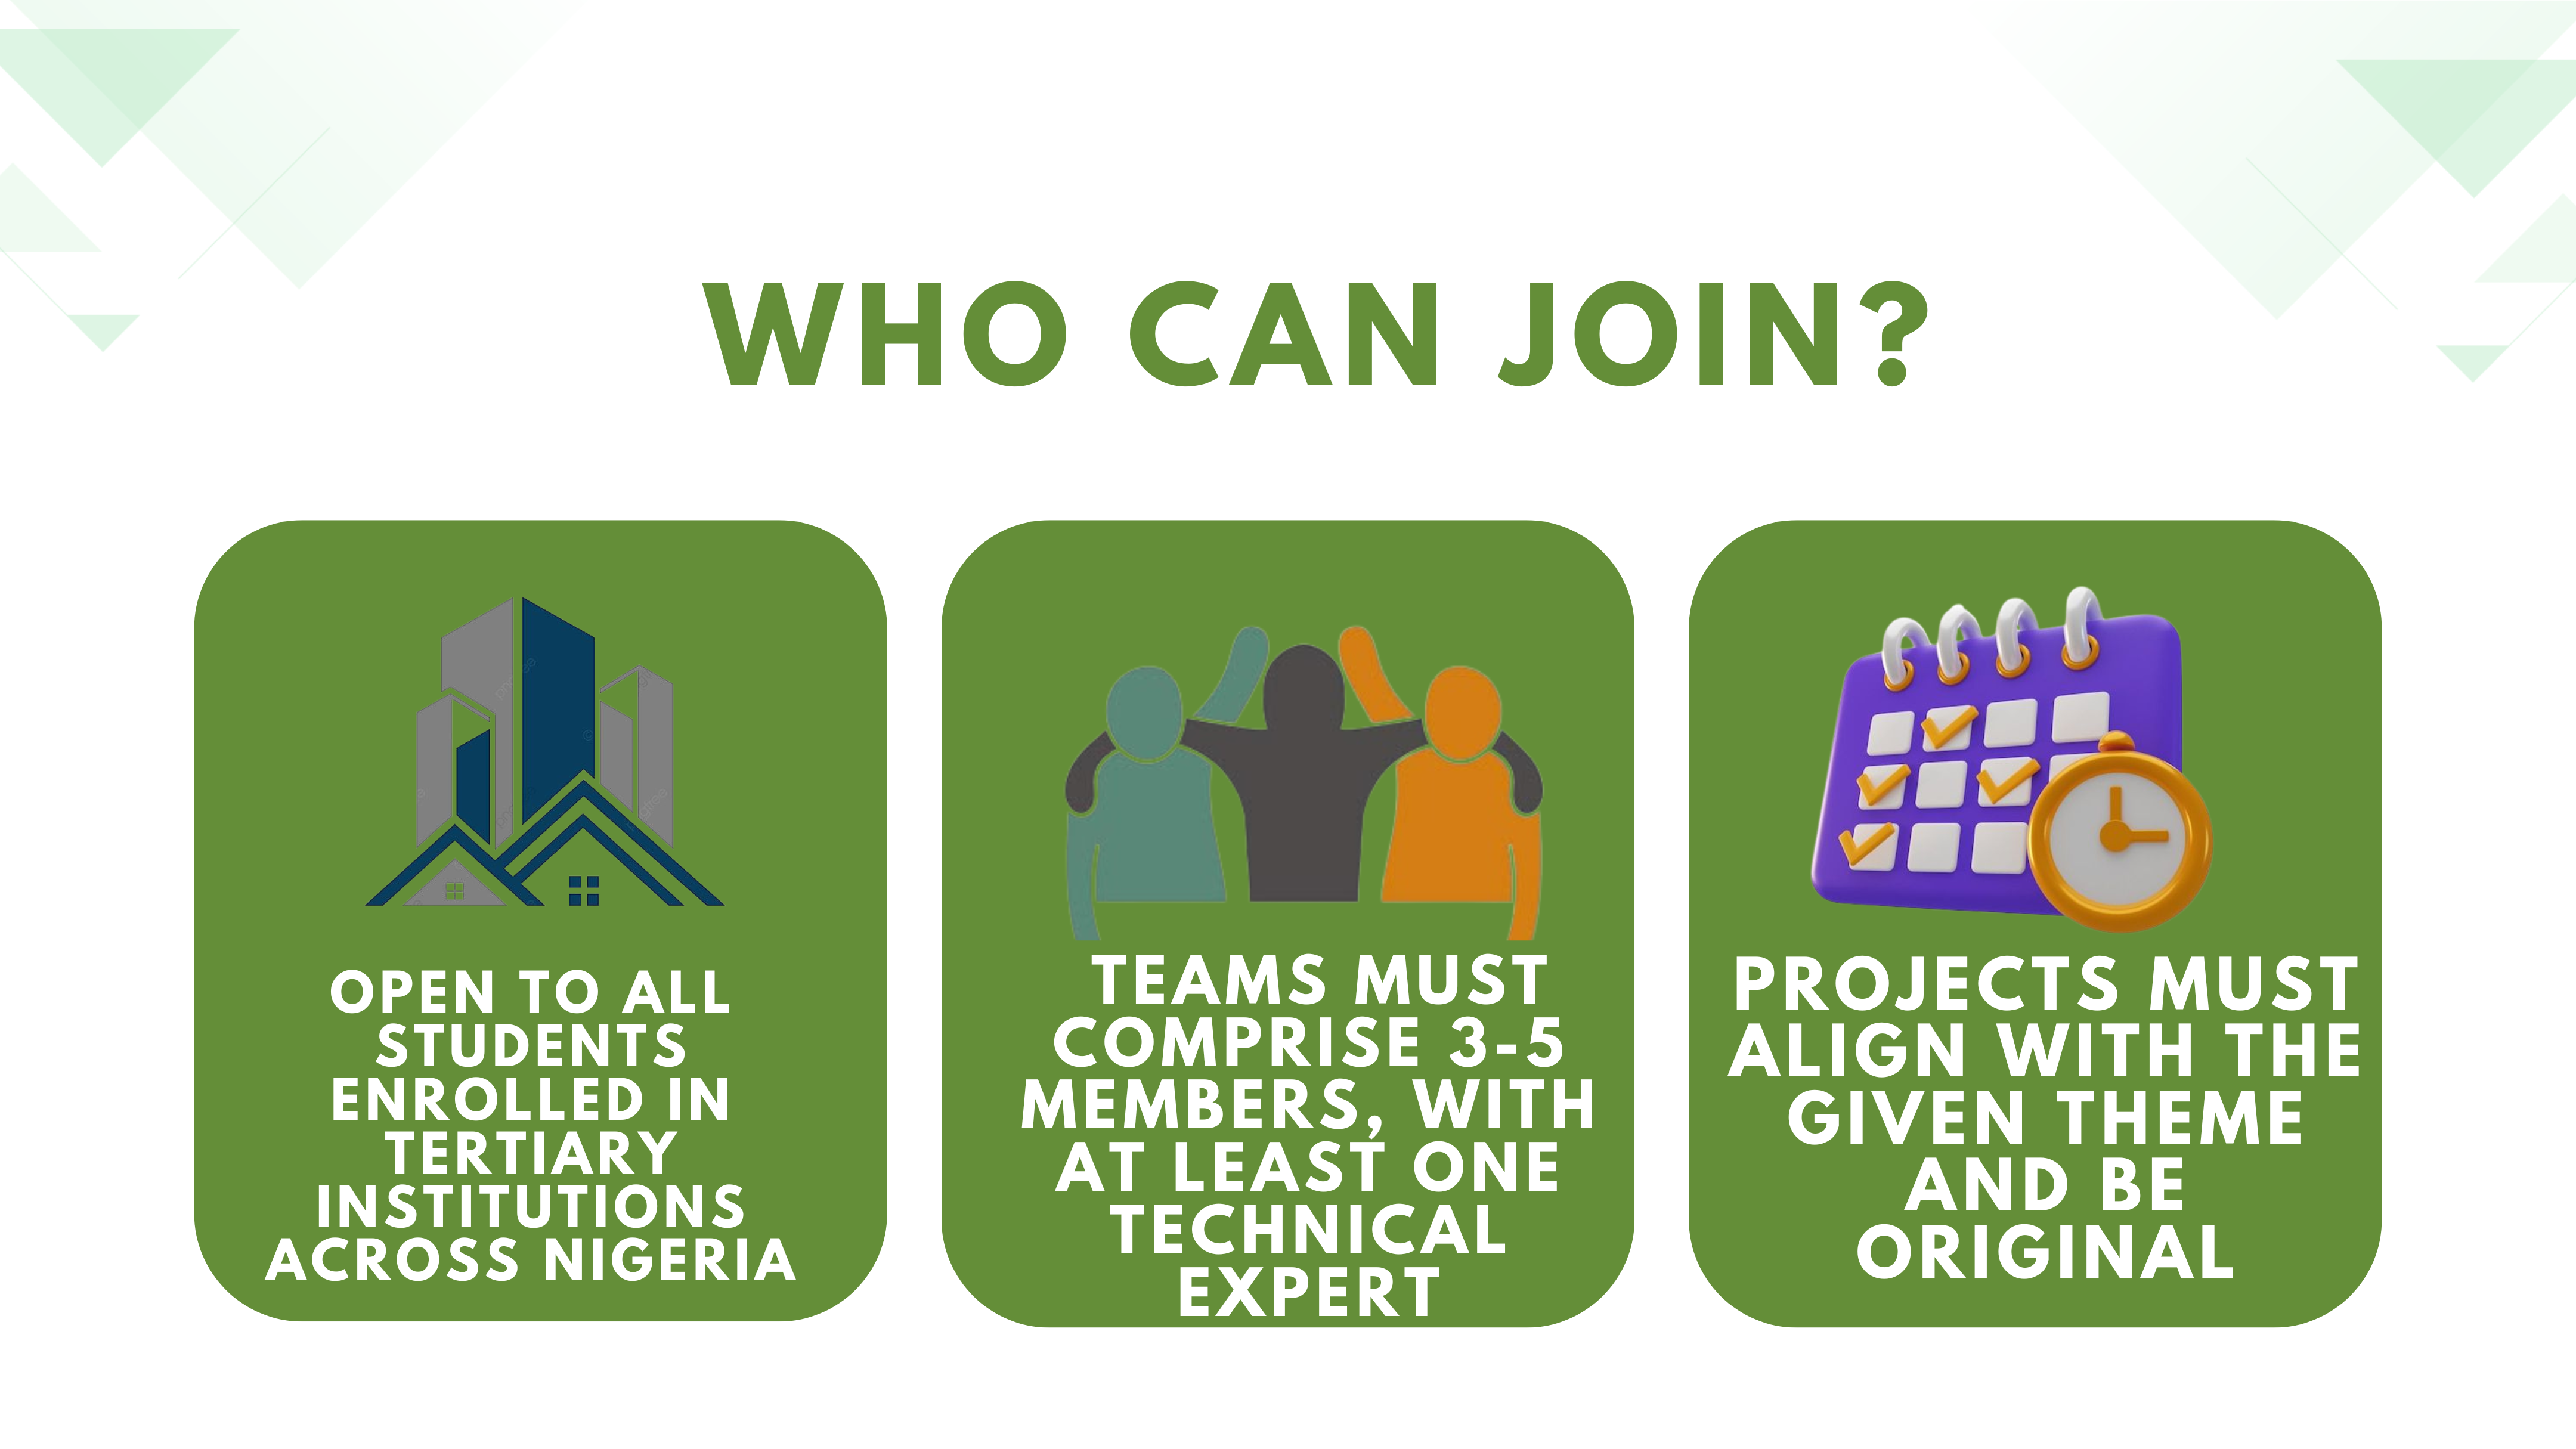 WHO CAN JOIN?
OPEN TO ALL
STUDENTS
ENROLLED IN
TERTIARY
INSTITUTIONS
ACROSS NIGERIA
TEAMS MUST
COMPRISE 3-5
MEMBERS, WITH
AT LEAST ONE
TECHNICAL
EXPERT
PROJECTS MUST
ALIGN WITH THE
GIVEN THEME
AND BE
ORIGINAL